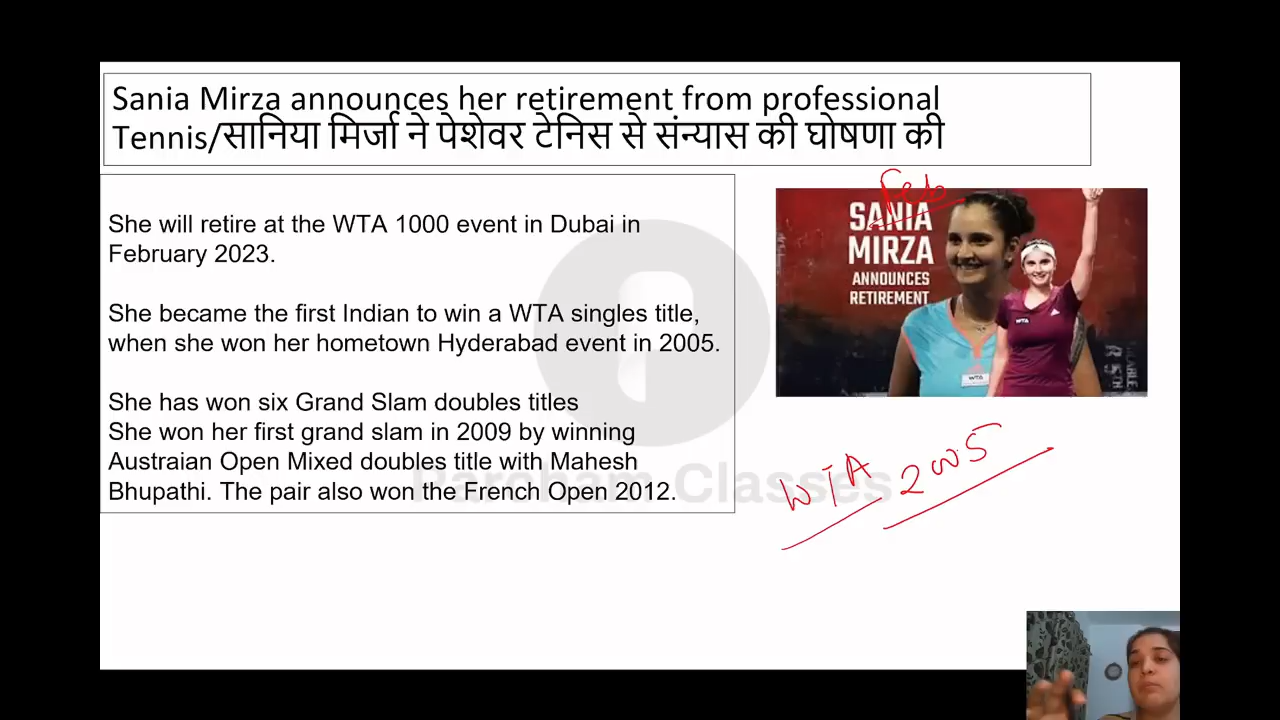 Sania Mirza announces her retirement from professional
Tennis/सानिया मिर्जा ने पेशेवर टेनिस से संन्यास की घोषणा की
She will retire at the WTA 1000 event in Dubai in
February 2023.
She became the first Indian to win a WTA singles title,
when she won her hometown Hyderabad event in 2005.
She has won six Grand Slam doubles titles
She won her first grand slam in 2009 by winning
Austraian Open Mixed doubles title with Mahesh
Bhupathi. The pair also won the French Open 2012.
Feb
SANIA
MIRZA
ANNOUNCES
RETIREMENT
WTA
WTA
WTA 2005
Classes